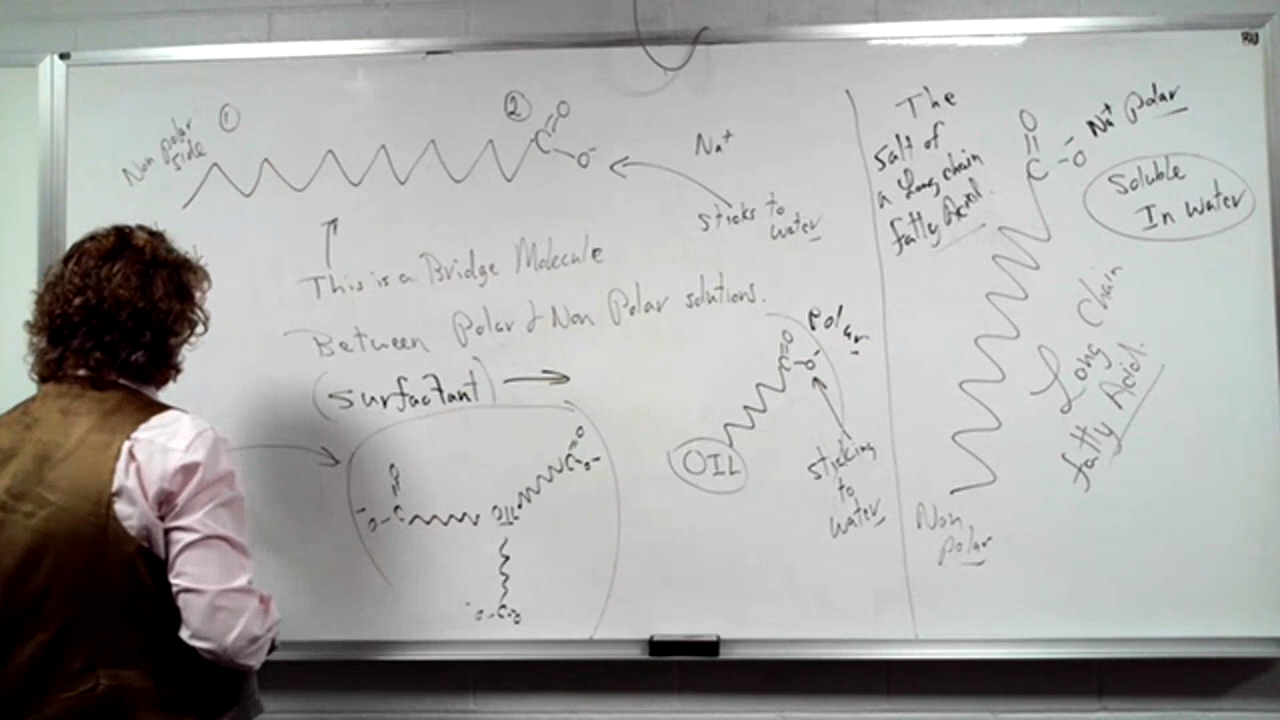 Non polar
side
1
2
C=O
O-
Na+
sticks to
water
This is a Bridge Molecule
Between Polar & Non Polar solutions.
(surfactant)
O
-O-C
OIL
C=O
O-
OIL
C=O
O-
Polar
sticking
to
water
The
Salt of
a Long chain
fatty Acid.
O
C-O-
Na+ Polar
Soluble
In water
Long Chain
fatty Acid.
Non
polar